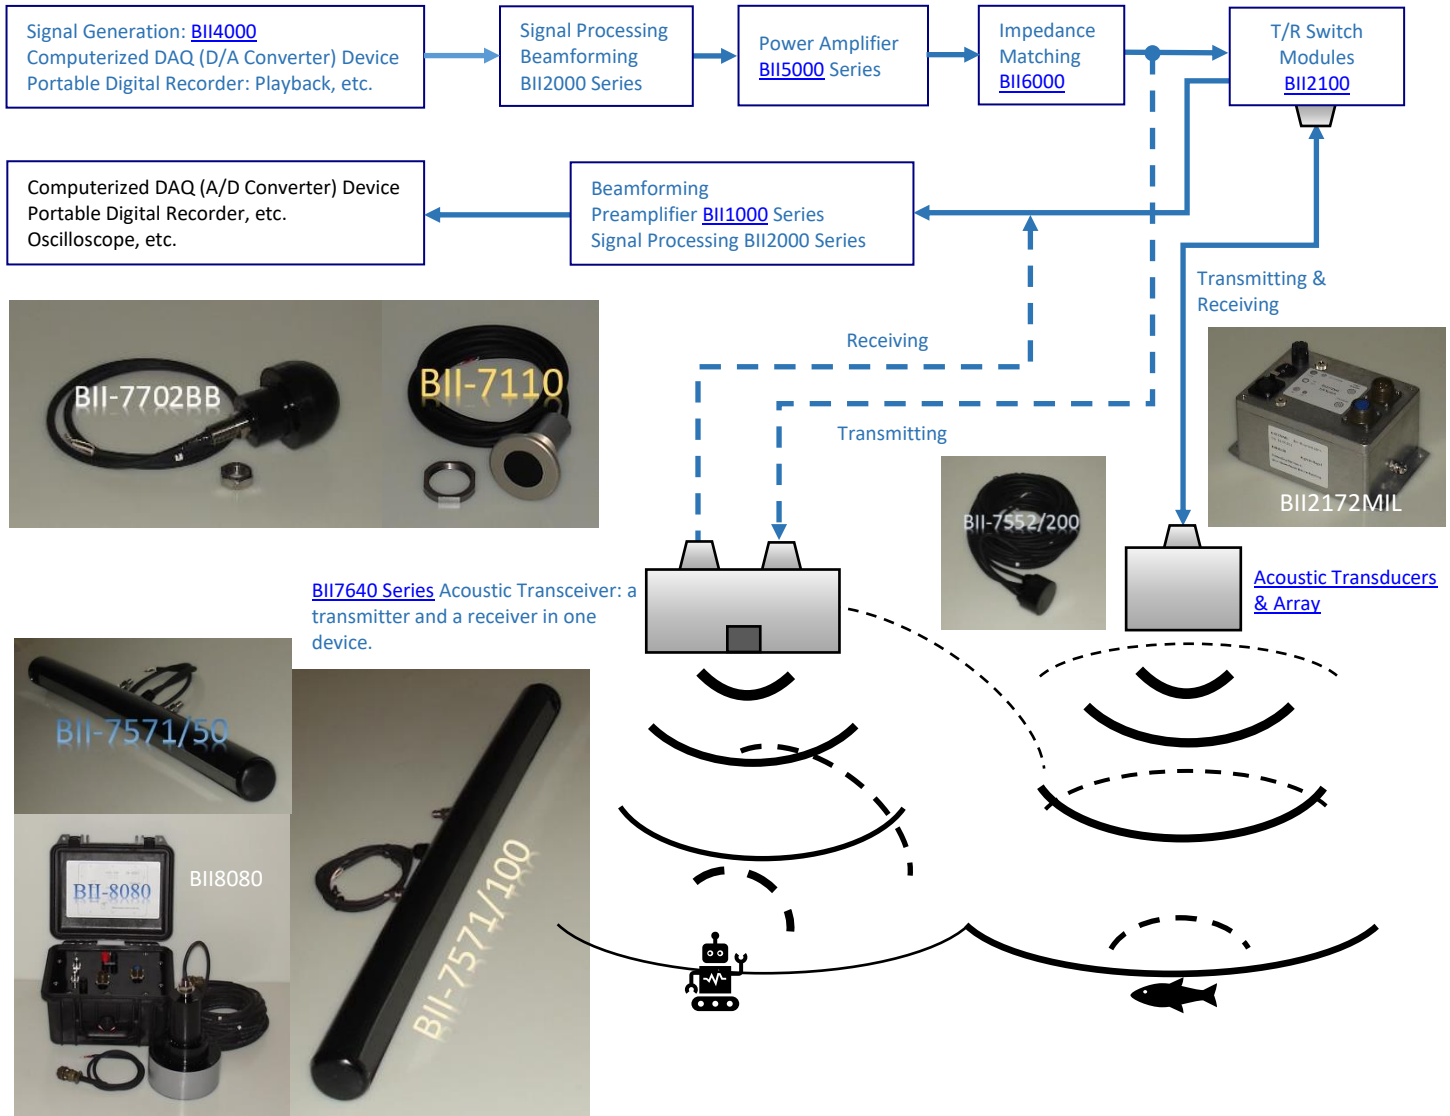 Signal Generation: BII4000
Computerized DAQ (D/A Converter) Device
Portable Digital Recorder: Playback, etc.
Signal Processing
Beamforming
BII2000 Series
Power Amplifier
BII5000 Series
Impedance
Matching
BII6000
T/R Switch
Modules
BII2100
Computerized DAQ (A/D Converter) Device
Portable Digital Recorder, etc.
Oscilloscope, etc.
Beamforming
Preamplifier BII1000 Series
Signal Processing BII2000 Series
Transmitting &
Receiving
Receiving
Transmitting
BII-7702BB
BII-7110
BII-7552/200
BII2172MIL
BII7640 Series Acoustic Transceiver: a
transmitter and a receiver in one
device.
Acoustic Transducers
& Array
BII-7571/50
BII-7571/100
BII-8080
BII8080